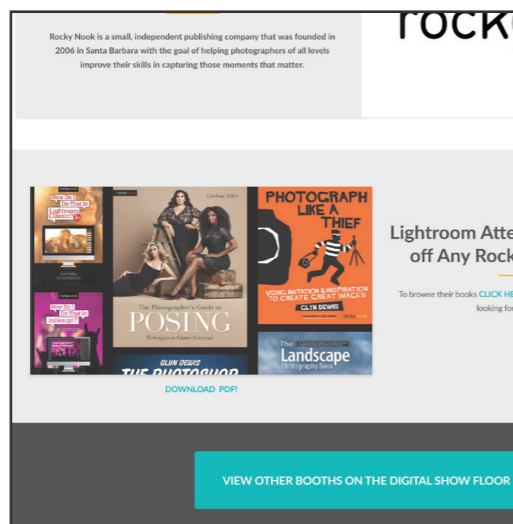 rock
Rocky Nook is a small, independent publishing company that was founded in
2006 in Santa Barbara with the goal of helping photographers of all levels
improve their skills in capturing those moments that matter.
How Do I
Do That In
Lightroom
Classic?
Lindsay Adler
The Photographer's Guide to
POSING
Techniques to Flatter Everyone
PHOTOGRAPH
LIKE A
THIEF
USING IMITATION & INSPIRATION
TO CREATE GREAT IMAGES
GLYN DEWIS
How Do I
Do That In
InDesign?
GLYN DEWIS
THE PHOTOSHOP
The
Landscape
Photography Book
DOWNLOAD PDF!
Lightroom Atte
off Any Rock
To browse their books CLICK HE
looking fo
VIEW OTHER BOOTHS ON THE DIGITAL SHOW FLOOR